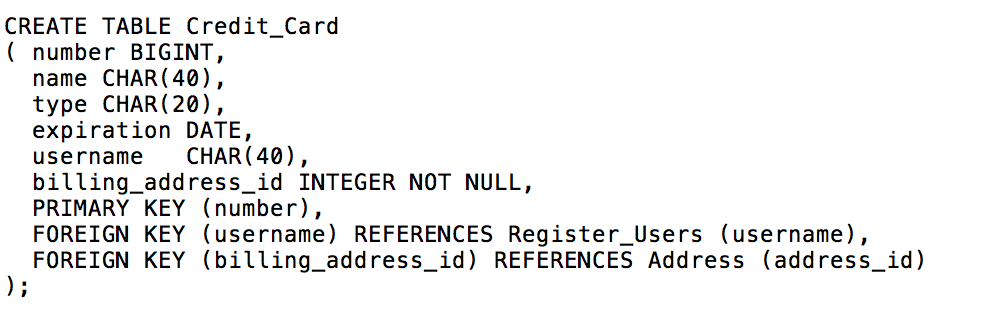 CREATE TABLE Credit_Card
( number BIGINT,
  name CHAR(40),
  type CHAR(20),
  expiration DATE,
  username   CHAR(40),
  billing_address_id INTEGER NOT NULL,
  PRIMARY KEY (number),
  FOREIGN KEY (username) REFERENCES Register_Users (username),
  FOREIGN KEY (billing_address_id) REFERENCES Address (address_id)
);